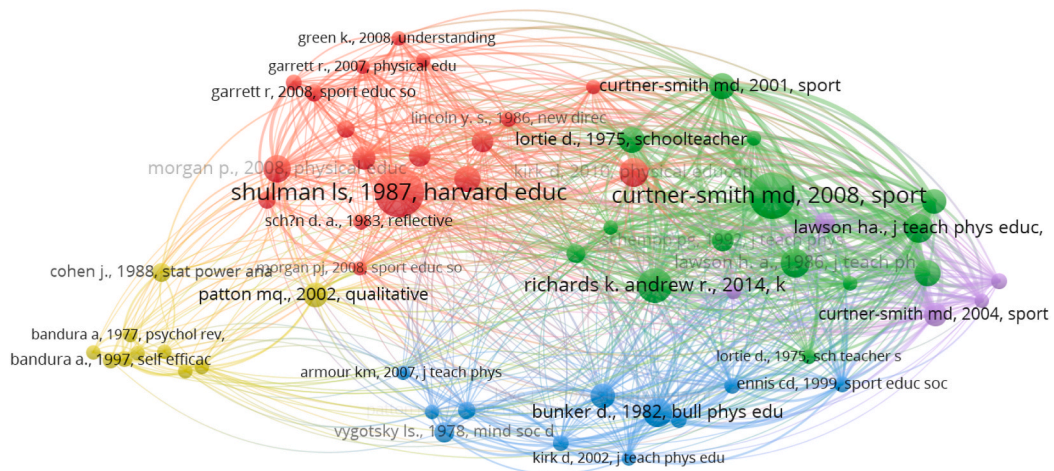 green k., 2008, understanding
garrett r., 2007, physical edu
garrett r, 2008, sport educ so
curtner-smith md, 2001, sport
lincoln y. s., 1986, new direc
lortie d., 1975, schoolteacher
morgan p., 2008, physical educ
kirk d., 2010, physical educati
shulman ls, 1987, harvard educ
curtner-smith md, 2008, sport
sch?n d. a., 1983, reflective
lawson ha., j teach phys educ,
schempp pg, 1992, j teach phys
cohen j., 1988, stat power ana
morgan pj, 2008, sport educ so
lawson h. a., 1986, j teach ph
patton mq., 2002, qualitative
richards k. andrew r., 2014, k
curtner-smith md, 2004, sport
bandura a, 1977, psychol rev,
bandura a., 1997, self efficac
armour km, 2007, j teach phys
lortie d., 1975, sch teacher s
ennis cd, 1999, sport educ soc
bunker d., 1982, bull phys edu
vygotsky ls., 1978, mind soc d
kirk d, 2002, j teach phys edu